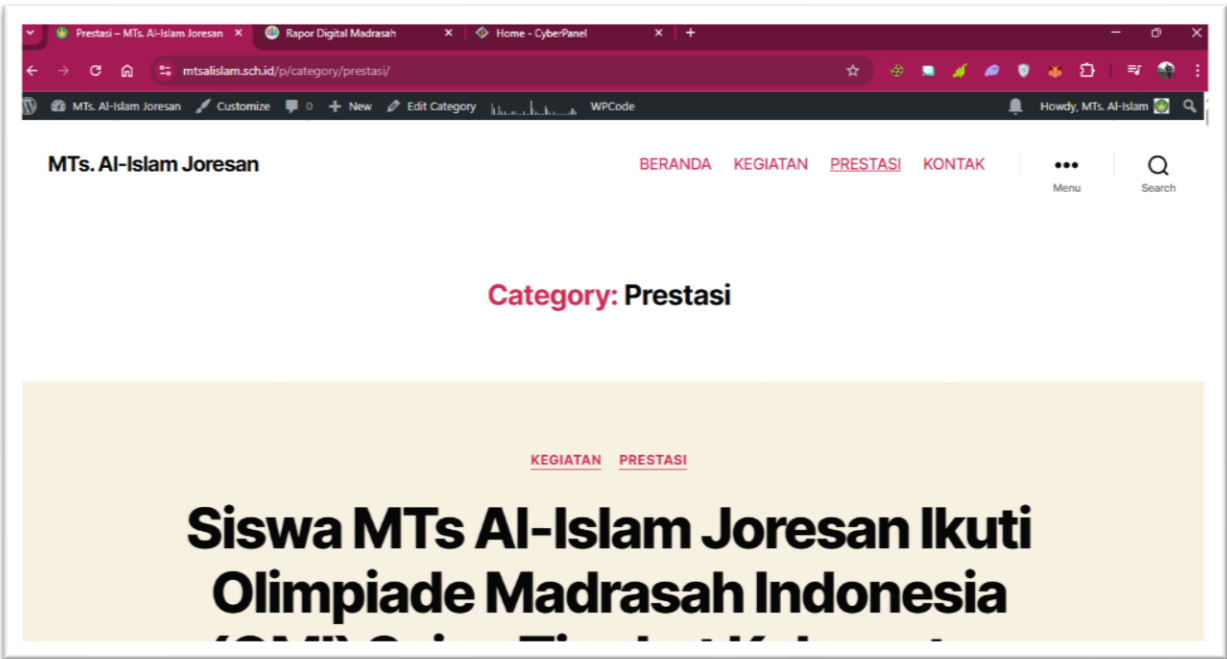 Prestasi – MTs. Al-Islam Joresan
Rapor Digital Madrasah
Home - CyberPanel
mtsalislam.sch.id/p/category/prestasi/
MTs. Al-Islam Joresan Customize 0 New Edit Category WPCode Howdy, MTs. Al-Islam
MTs. Al-Islam Joresan
BERANDA KEGIATAN PRESTASI KONTAK
Menu
Search
Category: Prestasi
KEGIATAN PRESTASI
Siswa MTs Al-Islam Joresan Ikuti
Olimpiade Madrasah Indonesia